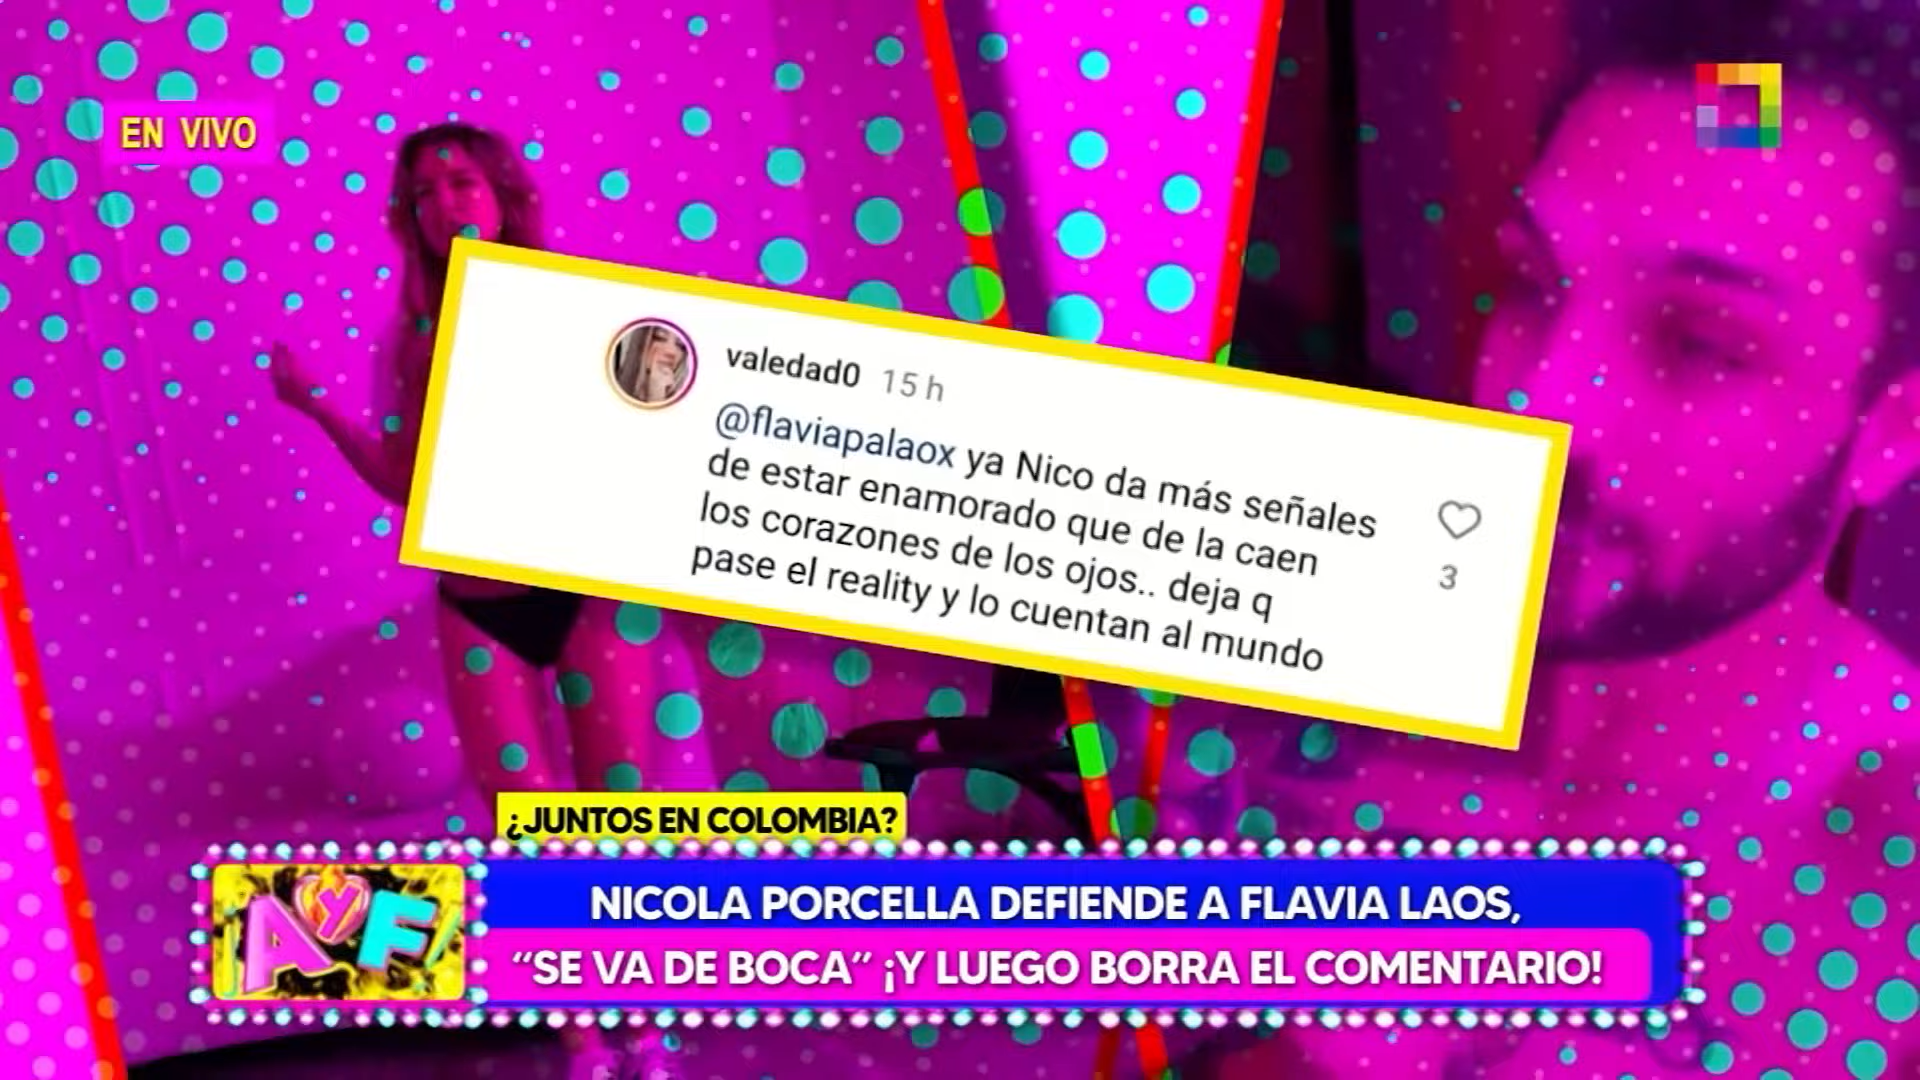 EN VIVO
valedad0 15 h
@flaviapalaox ya Nico da más señales
de estar enamorado que de la caen
los corazones de los ojos.. deja q
pase el reality y lo cuentan al mundo
3
¿JUNTOS EN COLOMBIA?
AyF
NICOLA PORCELLA DEFIENDE A FLAVIA LAOS,
“SE VA DE BOCA” ¡Y LUEGO BORRA EL COMENTARIO!